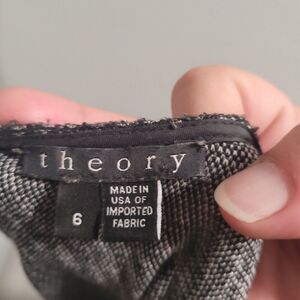 theory
6
MADE IN
USA OF
IMPORTED
FABRIC